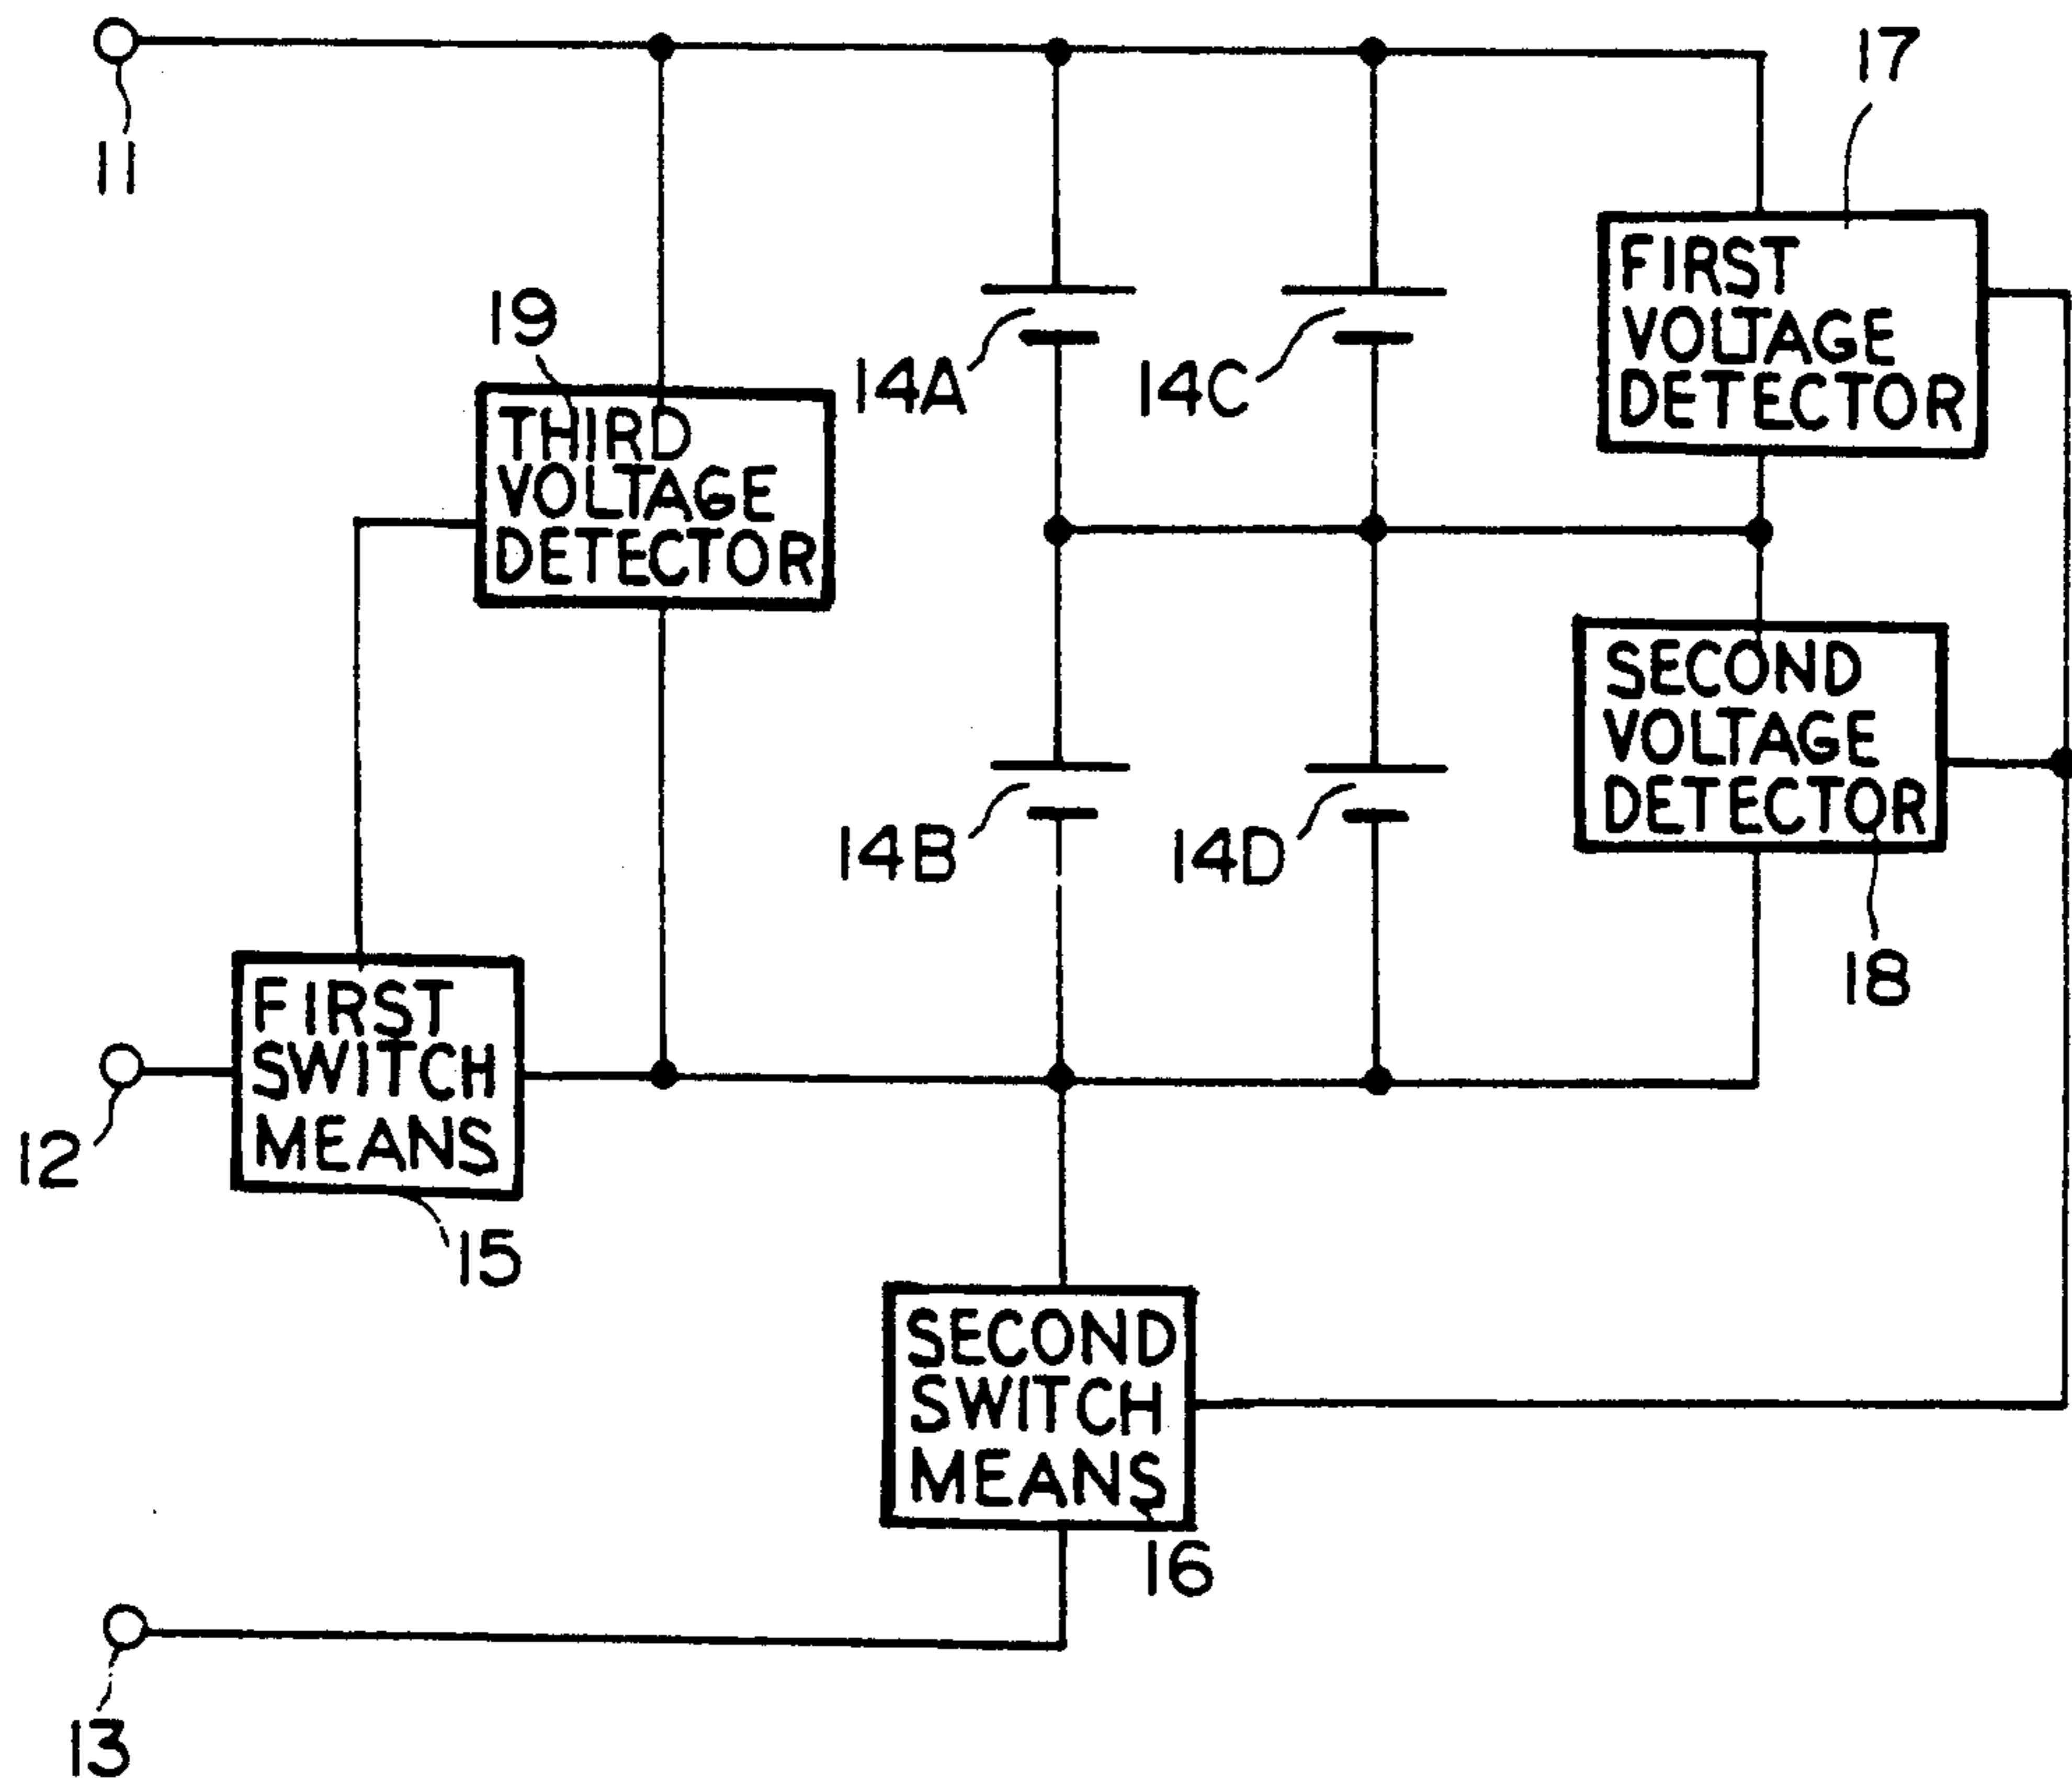 17
11
FIRST
VOLTAGE
DETECTOR
19
14A
14C
THIRD
VOLTAGE
DETECTOR
SECOND
VOLTAGE
DETECTOR
14B
14D
18
FIRST
SWITCH
MEANS
12
15
SECOND
SWITCH
MEANS
16
13